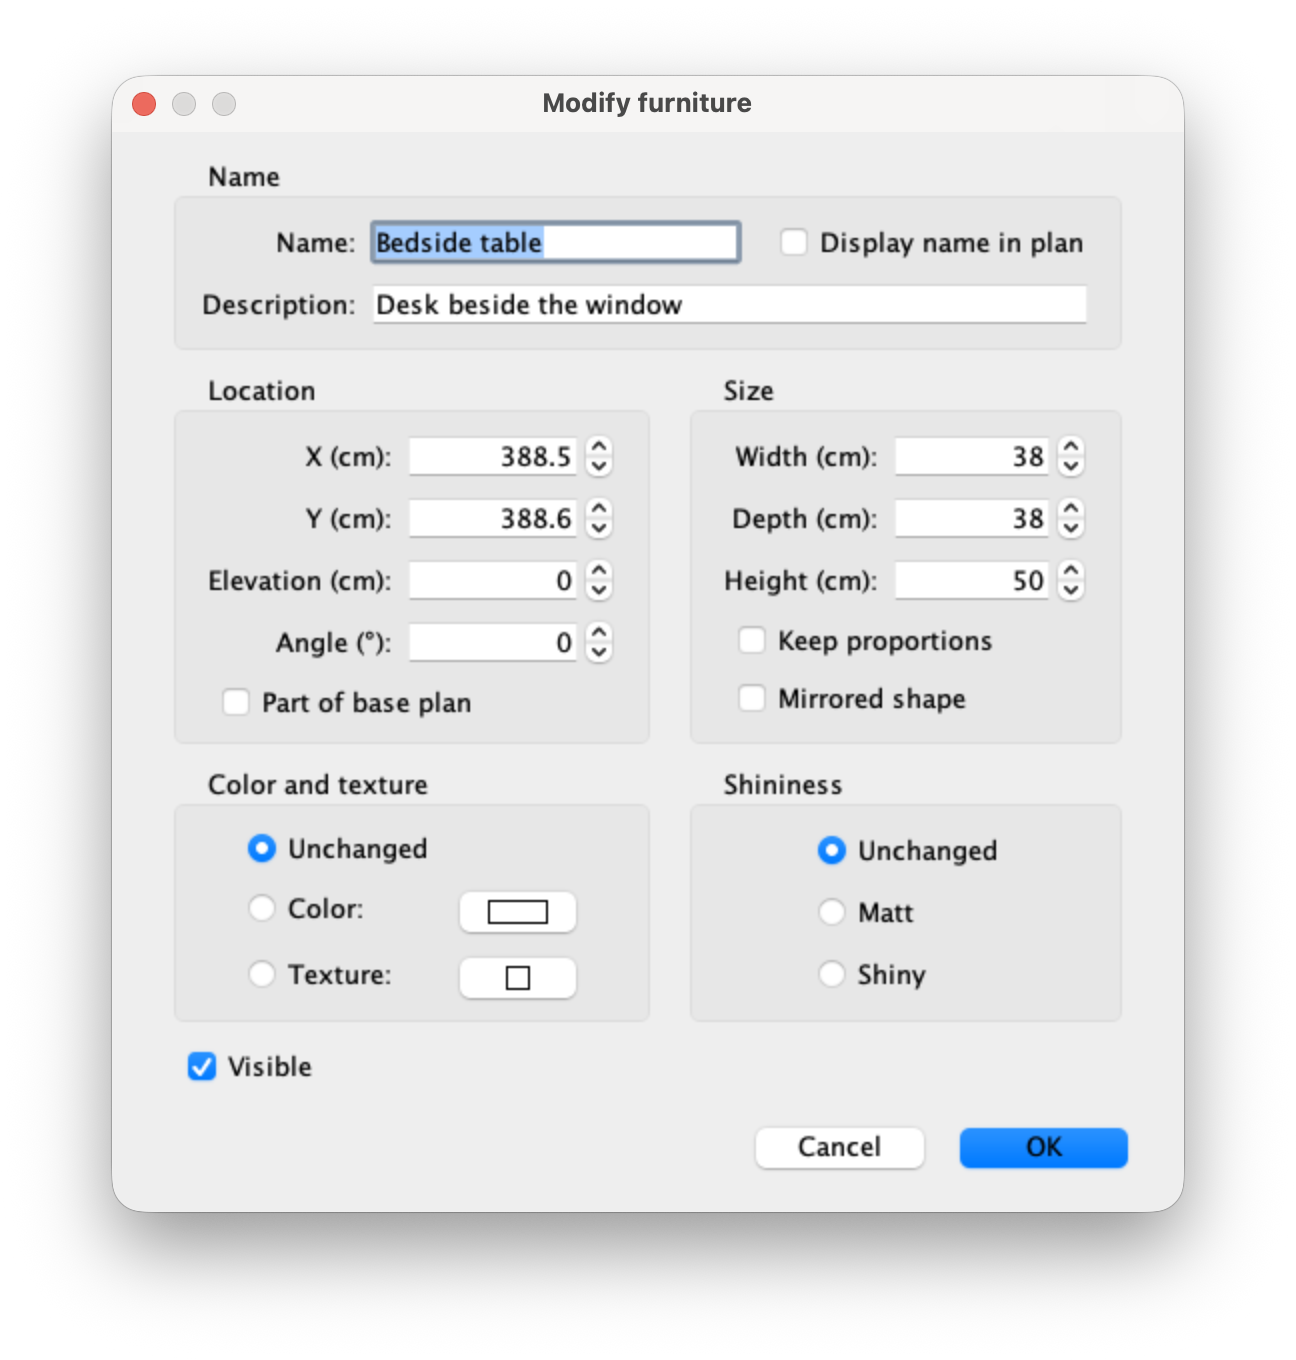 Modify furniture
Name
Name: Bedside table Display name in plan
Description: Desk beside the window
Location
X (cm): 388.5
Y (cm): 388.6
Elevation (cm): 0
Angle (°): 0
Part of base plan
Size
Width (cm): 38
Depth (cm): 38
Height (cm): 50
Keep proportions
Mirrored shape
Color and texture
Unchanged
Color:
Texture:
Shininess
Unchanged
Matt
Shiny
Visible
Cancel OK